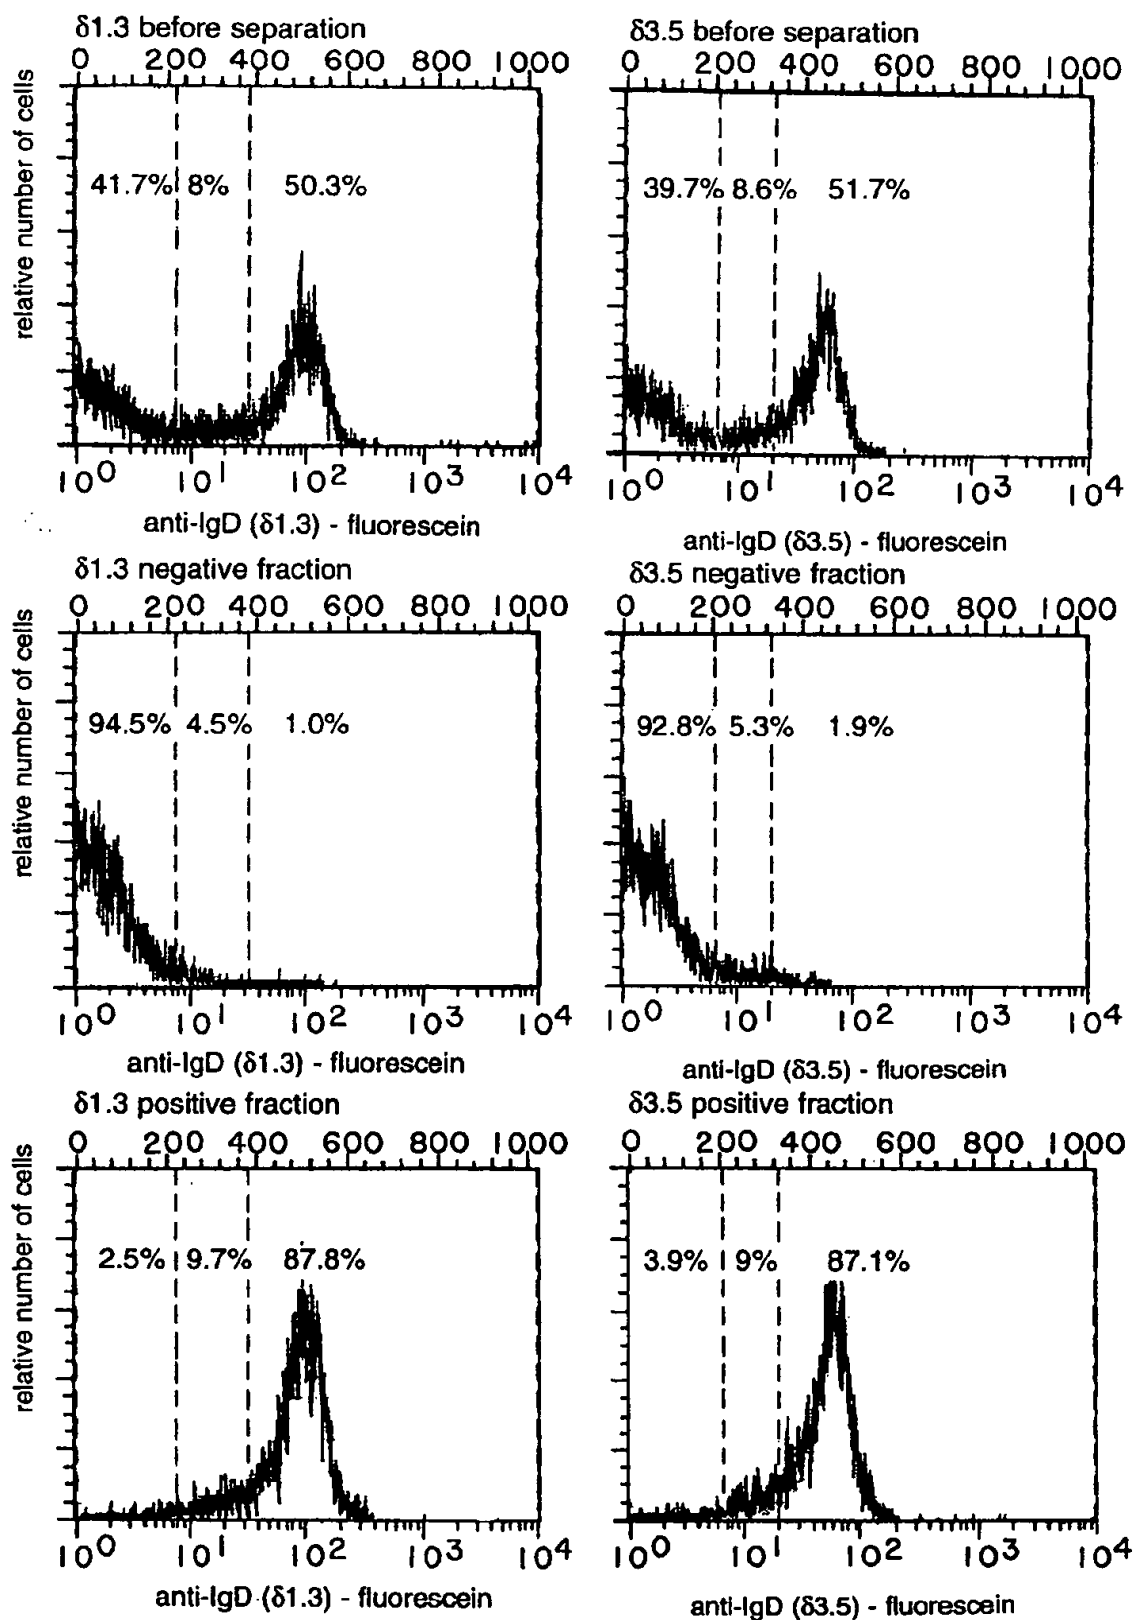 δ1.3 before separation
0 200 400 600 800 1000
relative number of cells
41.7% 8% 50.3%
10⁰ 10¹ 10² 10³ 10⁴
anti-IgD (δ1.3) - fluorescein
δ3.5 before separation
0 200 400 600 800 1000
39.7% 8.6% 51.7%
10⁰ 10¹ 10² 10³ 10⁴
anti-IgD (δ3.5) - fluorescein
δ1.3 negative fraction
0 200 400 600 800 1000
relative number of cells
94.5% 4.5% 1.0%
10⁰ 10¹ 10² 10³ 10⁴
anti-IgD (δ1.3) - fluorescein
δ3.5 negative fraction
0 200 400 600 800 1000
92.8% 5.3% 1.9%
10⁰ 10¹ 10² 10³ 10⁴
anti-IgD (δ3.5) - fluorescein
δ1.3 positive fraction
0 200 400 600 800 1000
relative number of cells
2.5% 9.7% 87.8%
10⁰ 10¹ 10² 10³ 10⁴
anti-IgD (δ1.3) - fluorescein
δ3.5 positive fraction
0 200 400 600 800 1000
3.9% 9% 87.1%
10⁰ 10¹ 10² 10³ 10⁴
anti-IgD (δ3.5) - fluorescein